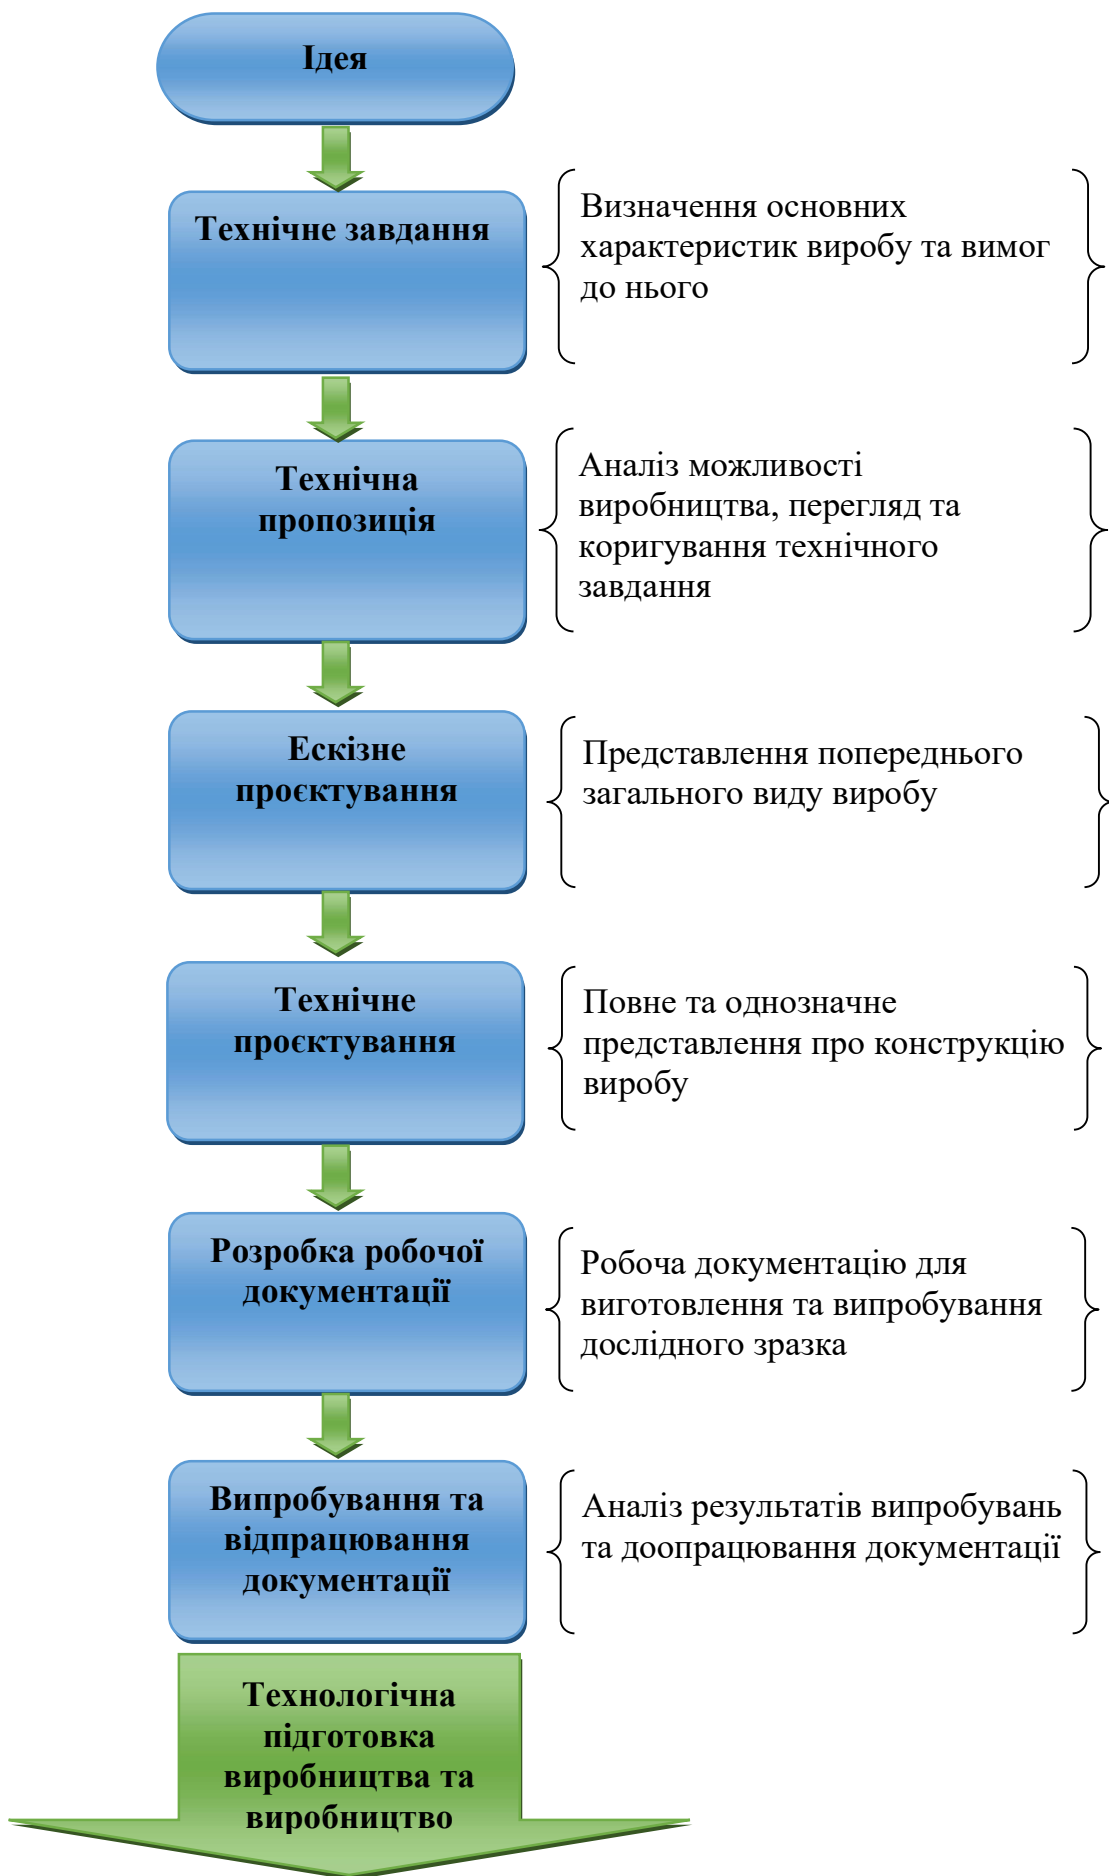 Ідея
Технічне завдання
Визначення основних
характеристик виробу та вимог
до нього
Технічна
пропозиція
Аналіз можливості
виробництва, перегляд та
коригування технічного
завдання
Ескізне
проєктування
Представлення попереднього
загального виду виробу
Технічне
проєктування
Повне та однозначне
представлення про конструкцію
виробу
Розробка робочої
документації
Робоча документацію для
виготовлення та випробування
дослідного зразка
Випробування та
відпрацювання
документації
Аналіз результатів випробувань
та доопрацювання документації
Технологічна
підготовка
виробництва та
виробництво